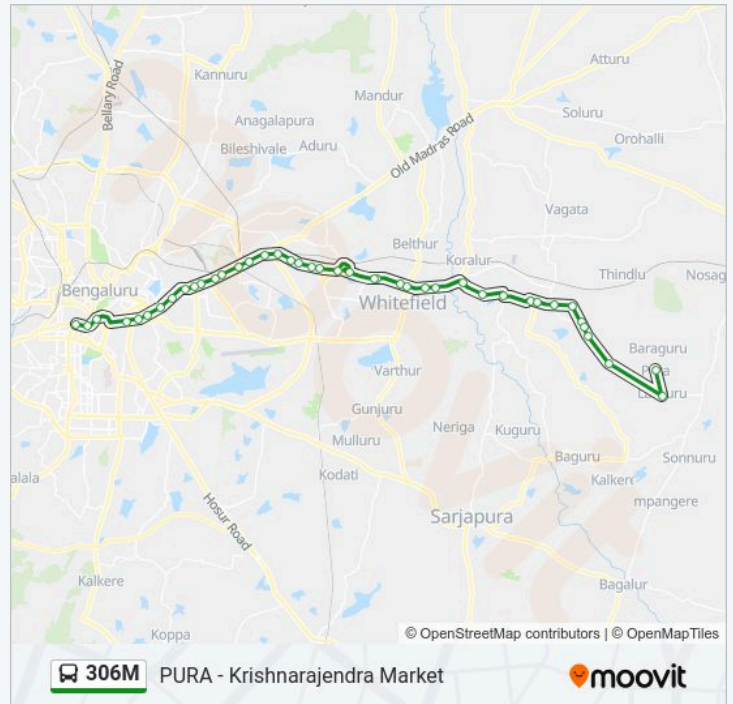 Bellary Road
Kannuru
Mandur
Atturu
Anagalapura
Soluru
Bileshivale
Aduru
Old Madras Road
Orohalli
Vagata
Belthur
Koralur
Bengaluru
Thindlu
Nosag
Whitefield
Baraguru
Varthur
Gunjuru
Neriga
Kuguru
Mulluru
Baguru
Sonnuru
alala
Kodati
Kalkere
mpangere
Hosur Road
Sarjapura
Kalkere
Bagalur
Koppa
© OpenStreetMap contributors | © OpenMapTiles
306M PURA - Krishnarajendra Market
moovit